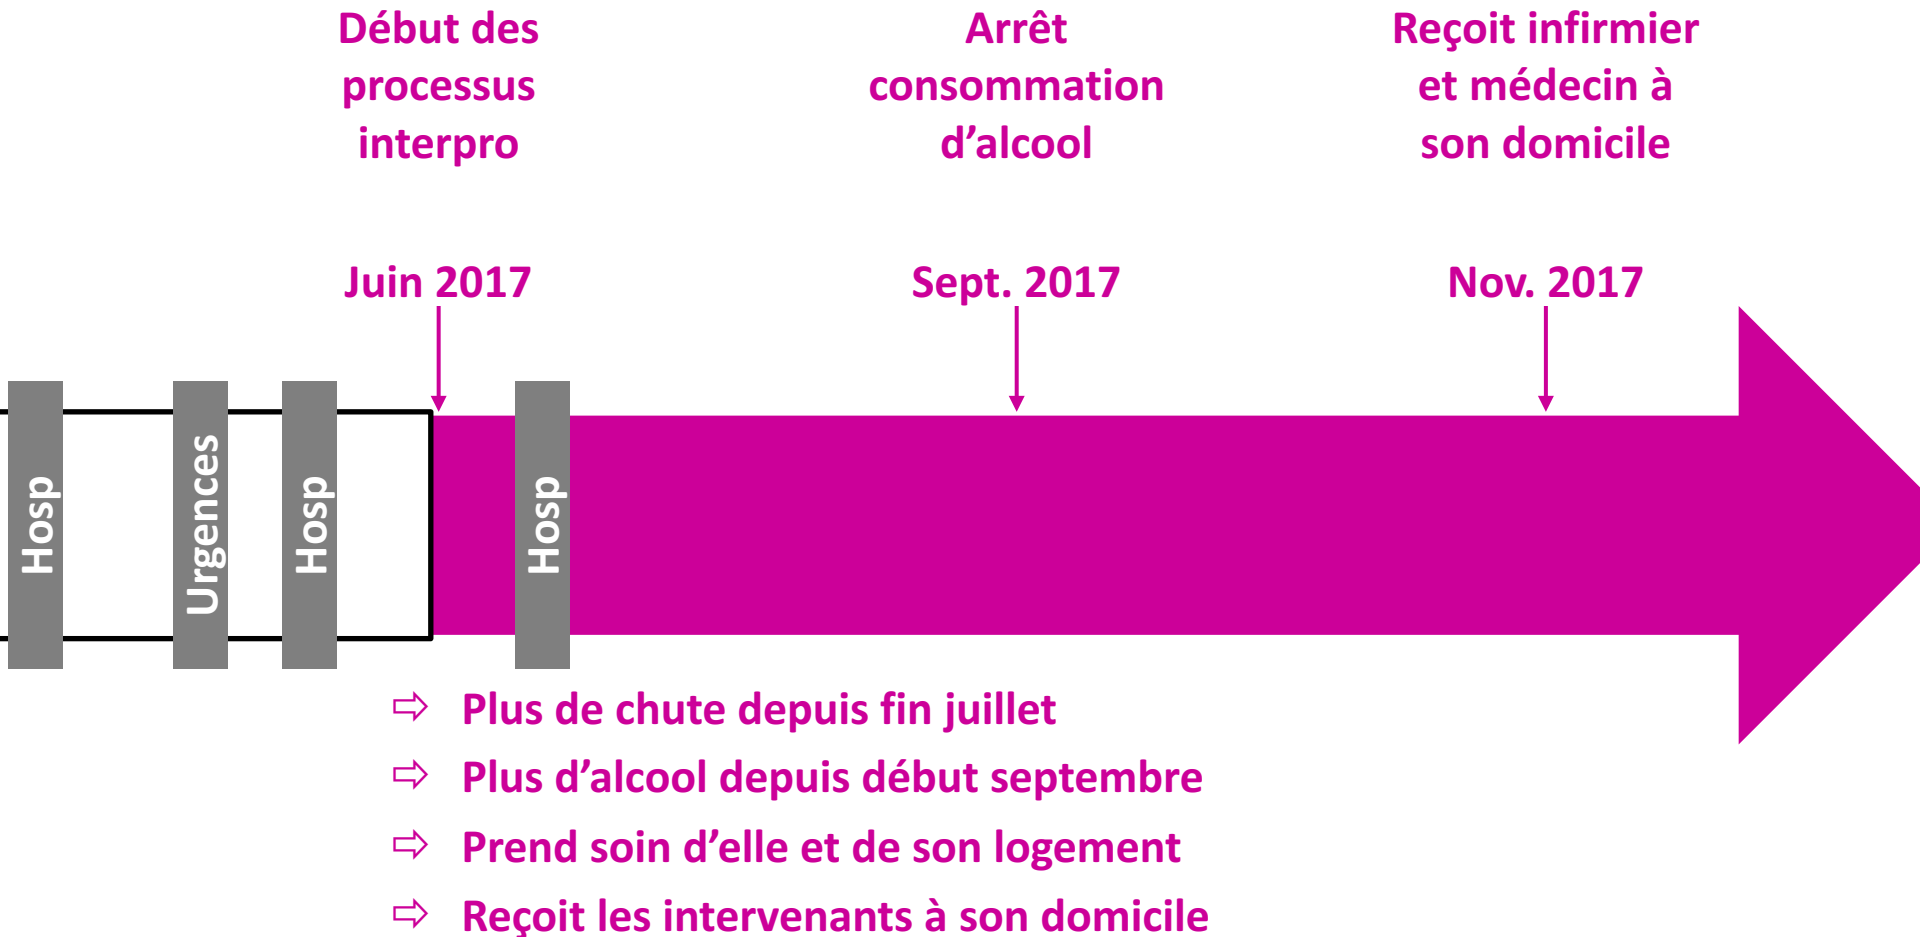 Début des
processus
interpro
Arrêt
consommation
d’alcool
Reçoit infirmier
et médecin à
son domicile
Juin 2017
Sept. 2017
Nov. 2017
Hosp
Urgences
Hosp
Hosp
⇨ Plus de chute depuis fin juillet
⇨ Plus d’alcool depuis début septembre
⇨ Prend soin d’elle et de son logement
⇨ Reçoit les intervenants à son domicile